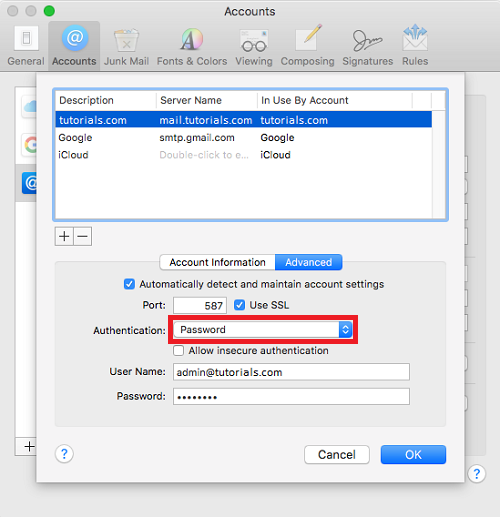 Accounts
General Accounts Junk Mail Fonts & Colors Viewing Composing Signatures Rules
Description Server Name In Use By Account
tutorials.com mail.tutorials.com tutorials.com
Google smtp.gmail.com Google
iCloud Double-click to e... iCloud
+ −
Account Information Advanced
Automatically detect and maintain account settings
Port: 587 Use SSL
Authentication: Password
Allow insecure authentication
User Name: admin@tutorials.com
Password: ••••••••
+
? Cancel OK
?